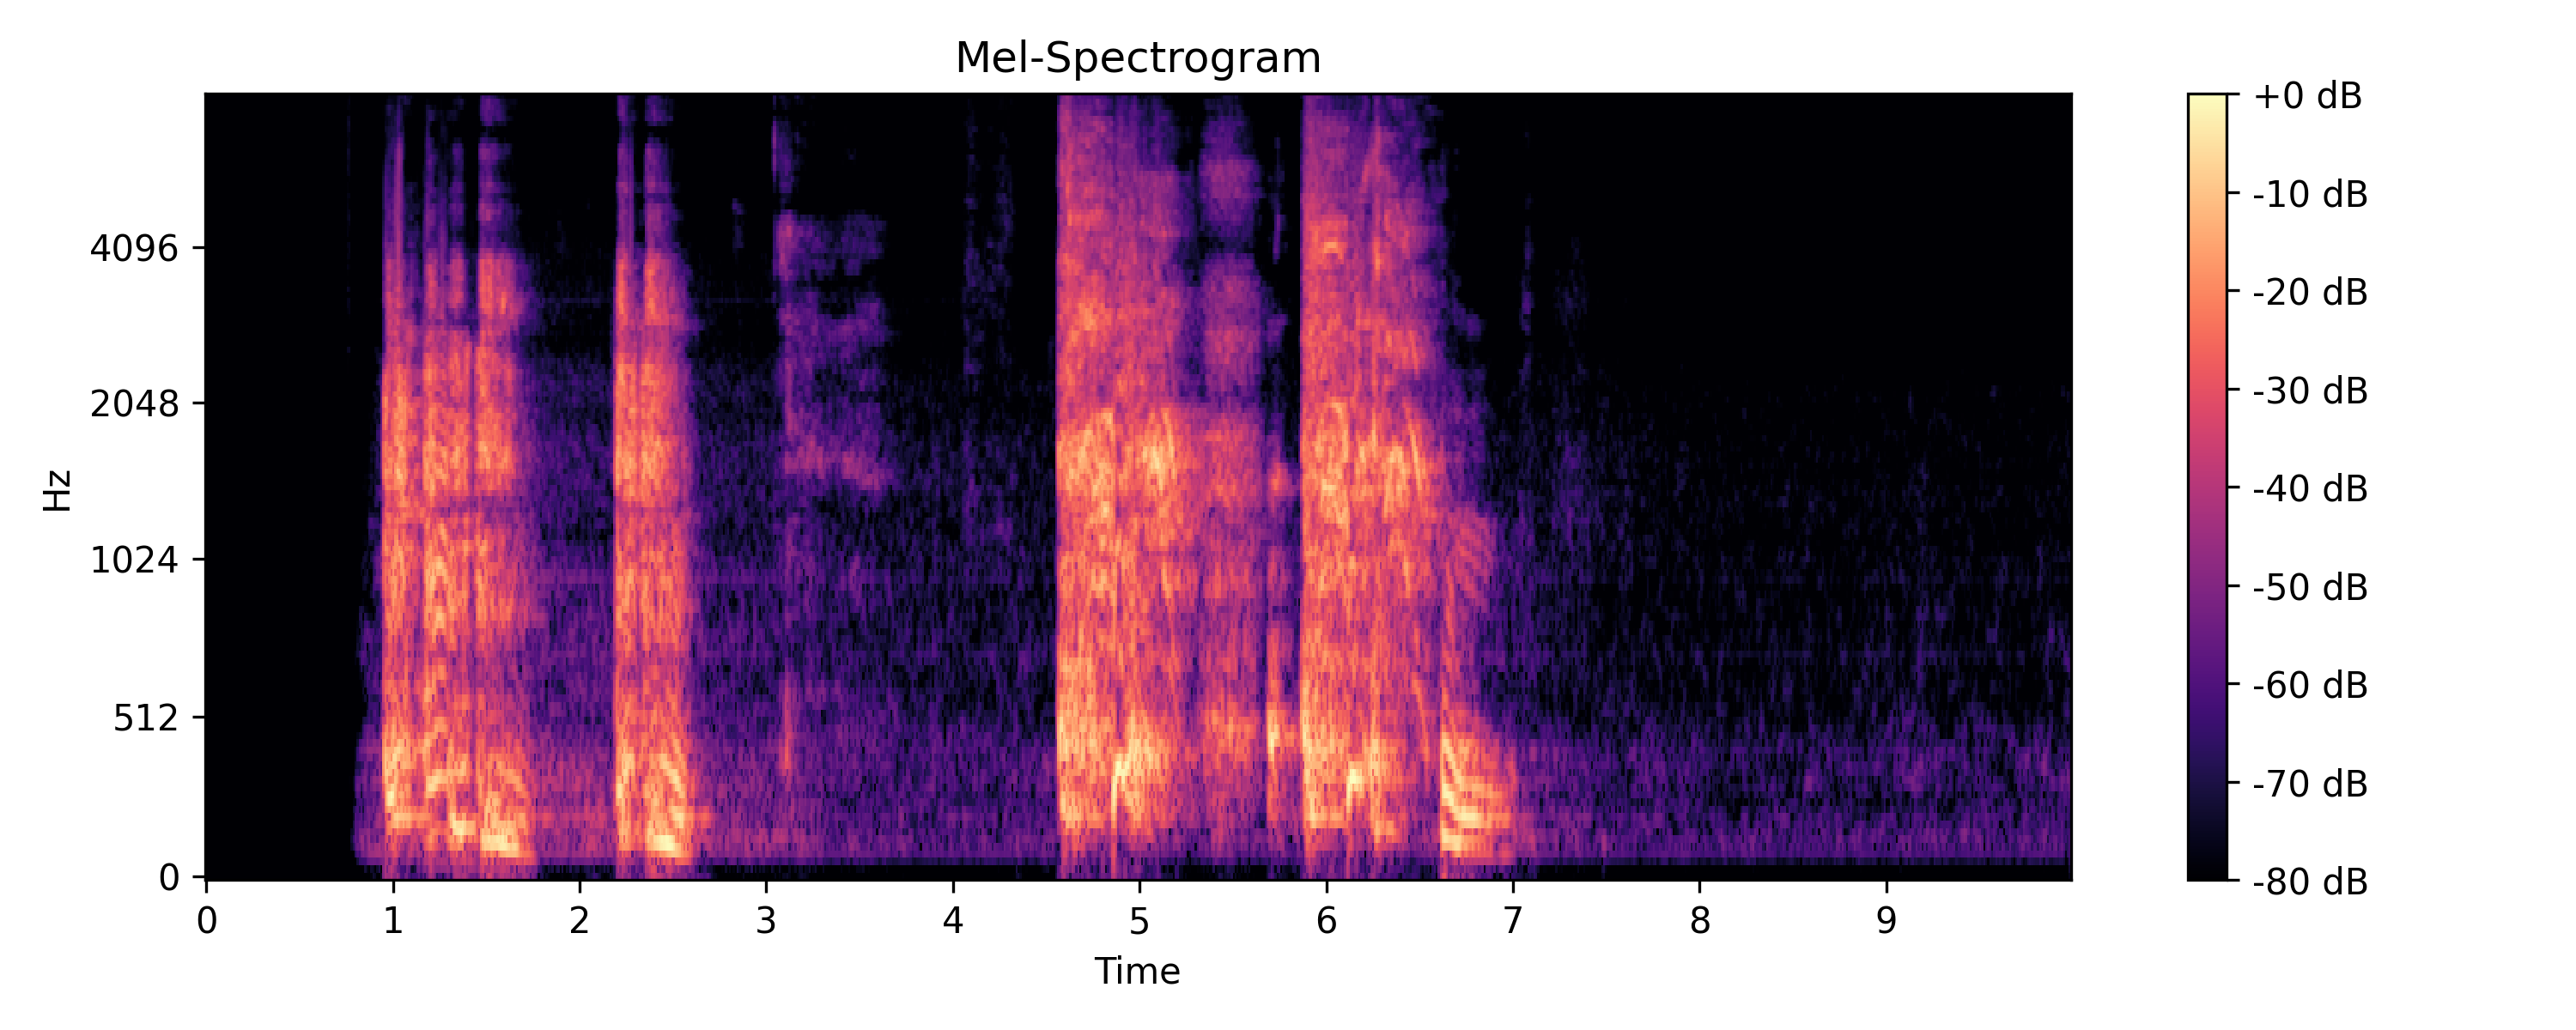 Mel-Spectrogram
+0 dB
-10 dB
-20 dB
-30 dB
-40 dB
-50 dB
-60 dB
-70 dB
-80 dB
4096
2048
1024
512
0
Hz
0 1 2 3 4 5 6 7 8 9
Time